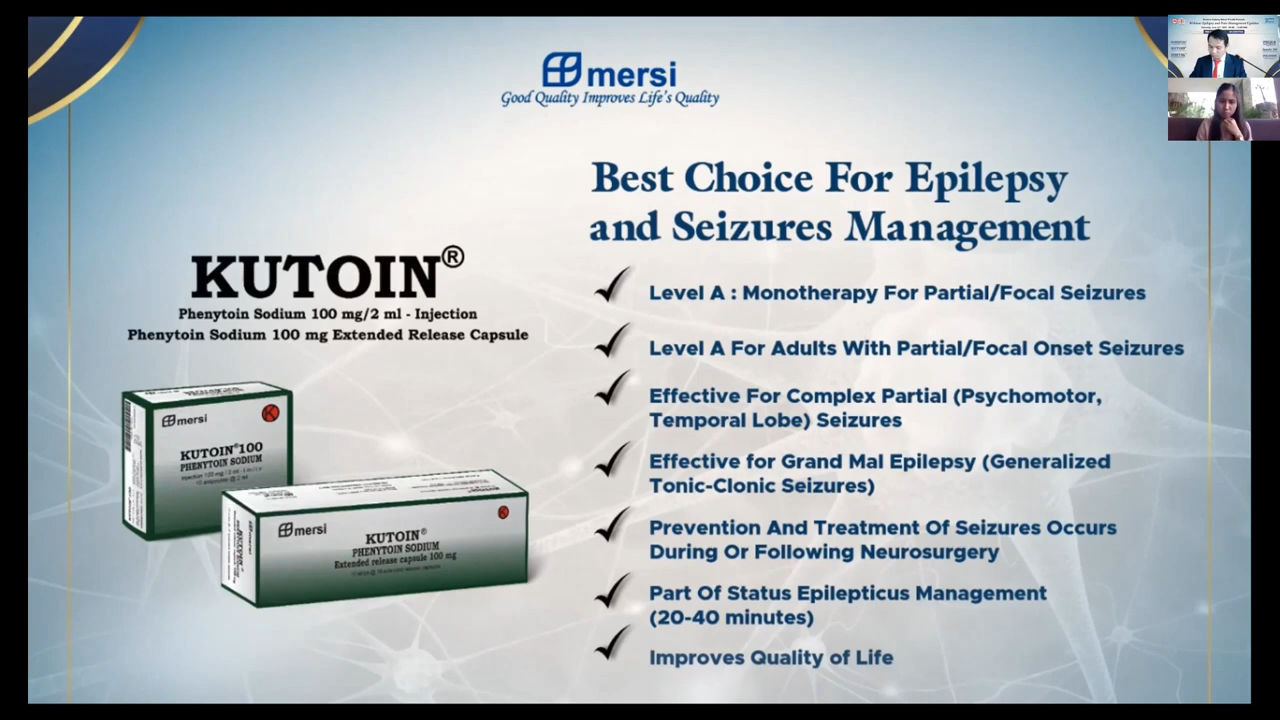 mersi
Good Quality Improves Life's Quality
Best Choice For Epilepsy
and Seizures Management
KUTOIN®
Phenytoin Sodium 100 mg/2 ml - Injection
Phenytoin Sodium 100 mg Extended Release Capsule
Level A : Monotherapy For Partial/Focal Seizures
Level A For Adults With Partial/Focal Onset Seizures
Effective For Complex Partial (Psychomotor,
Temporal Lobe) Seizures
Effective for Grand Mal Epilepsy (Generalized
Tonic-Clonic Seizures)
Prevention And Treatment Of Seizures Occurs
During Or Following Neurosurgery
Part Of Status Epilepticus Management
(20-40 minutes)
Improves Quality of Life
mersi
K
KUTOIN®100
PHENYTOIN SODIUM
mersi
KUTOIN®
PHENYTOIN SODIUM
Extended release capsule 100 mg